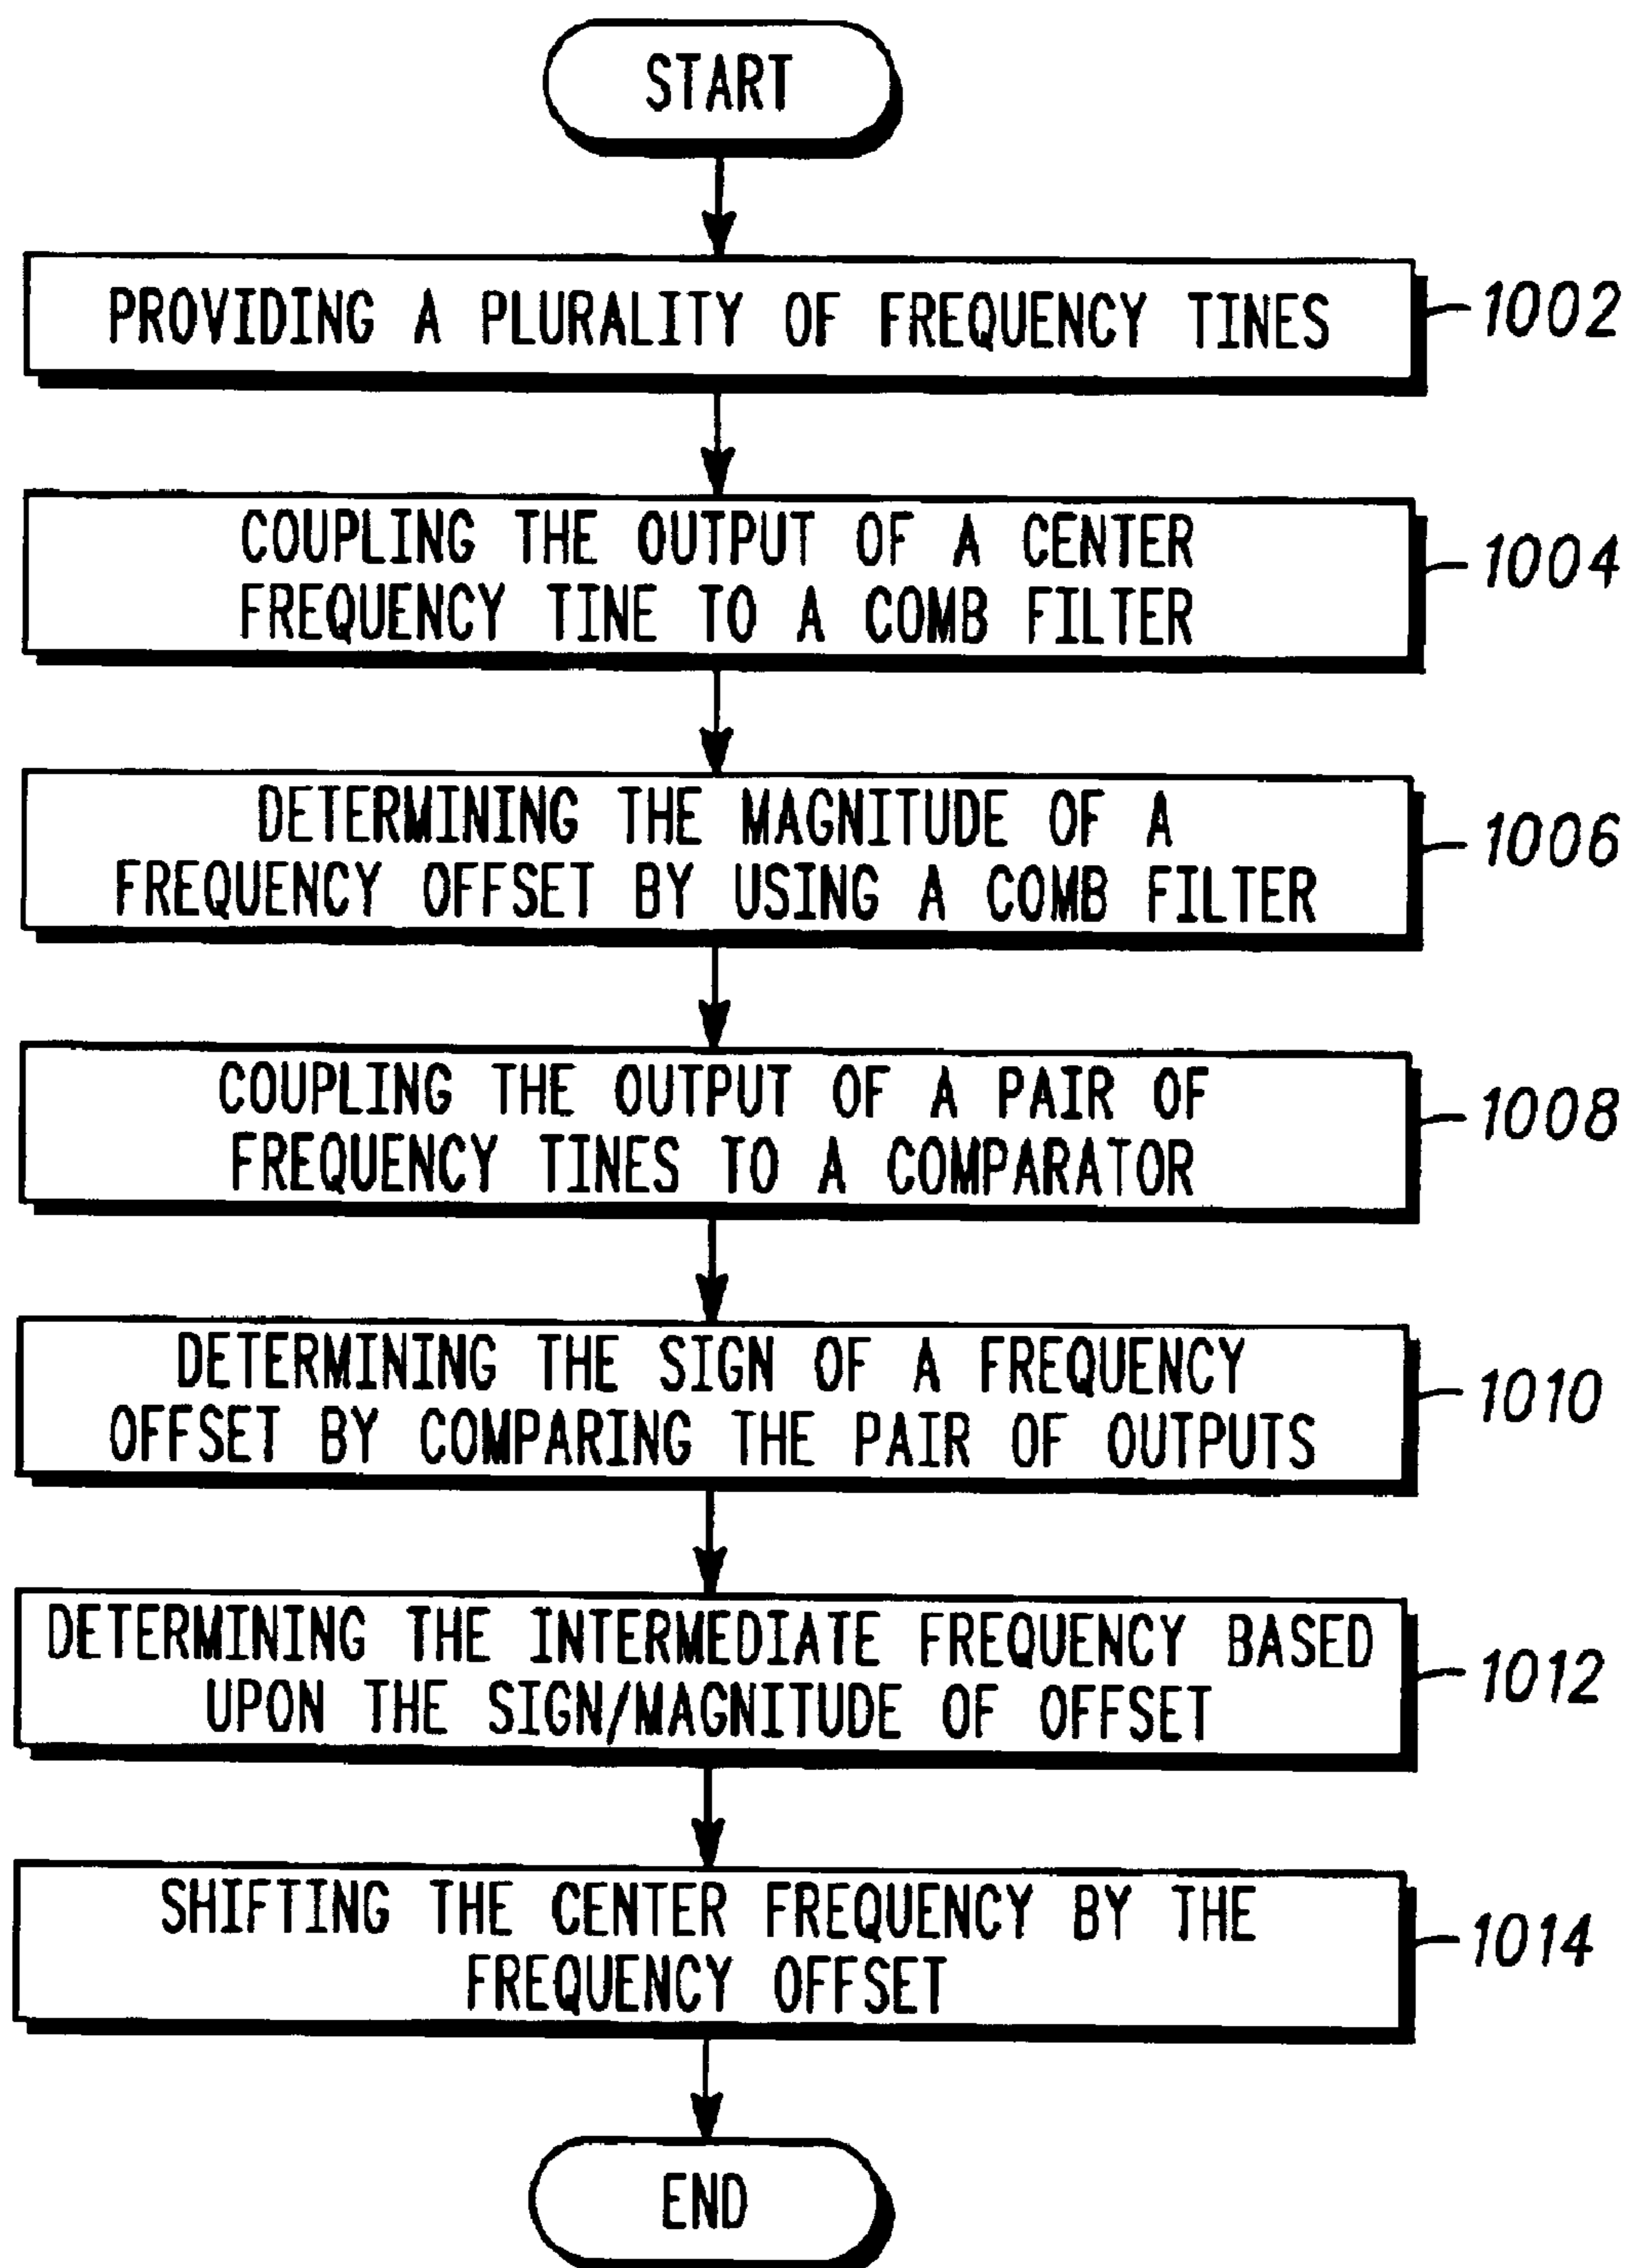 START
PROVIDING A PLURALITY OF FREQUENCY TINES
1002
COUPLING THE OUTPUT OF A CENTER
FREQUENCY TINE TO A COMB FILTER
1004
DETERMINING THE MAGNITUDE OF A
FREQUENCY OFFSET BY USING A COMB FILTER
1006
COUPLING THE OUTPUT OF A PAIR OF
FREQUENCY TINES TO A COMPARATOR
1008
DETERMINING THE SIGN OF A FREQUENCY
OFFSET BY COMPARING THE PAIR OF OUTPUTS
1010
DETERMINING THE INTERMEDIATE FREQUENCY BASED
UPON THE SIGN/MAGNITUDE OF OFFSET
1012
SHIFTING THE CENTER FREQUENCY BY THE
FREQUENCY OFFSET
1014
END